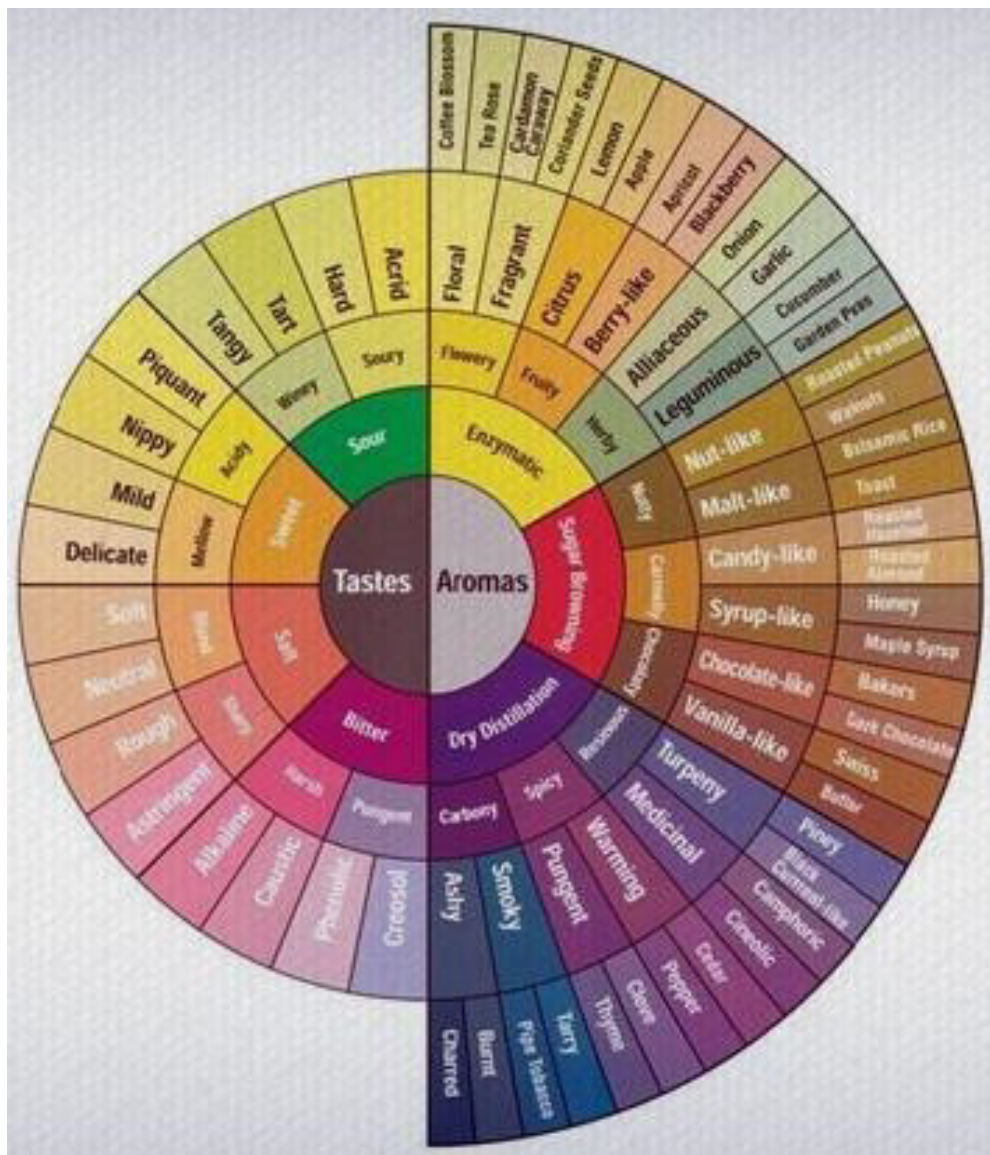 Tastes
Aromas
Sour
Sweet
Salt
Bitter
Enzymatic
Sugar Browning
Dry Distillation
Soury
Winey
Acidy
Mellow
Bland
Sharp
Harsh
Pungent
Flowery
Fruity
Herby
Nutty
Caramelly
Chocolaty
Resinous
Spicy
Carbony
Acrid
Hard
Tart
Tangy
Piquant
Nippy
Mild
Delicate
Soft
Neutral
Rough
Astringent
Alkaline
Caustic
Phenolic
Creosol
Floral
Fragrant
Citrus
Berry-like
Alliaceous
Leguminous
Nut-like
Malt-like
Candy-like
Syrup-like
Chocolate-like
Vanilla-like
Turpeny
Medicinal
Warming
Pungent
Smoky
Ashy
Coffee Blossom
Tea Rose
Cardamon
Caraway
Coriander Seeds
Lemon
Apple
Apricot
Blackberry
Onion
Garlic
Cucumber
Garden Peas
Roasted Peanuts
Walnuts
Balsamic Rice
Toast
Roasted
Hazelnut
Roasted
Almond
Honey
Maple Syrup
Bakers
Dark Chocolate
Swiss
Butter
Piney
Black
Currant-like
Camphoric
Cineolic
Cedar
Pepper
Clove
Thyme
Tarry
Pipe Tobacco
Burnt
Charred